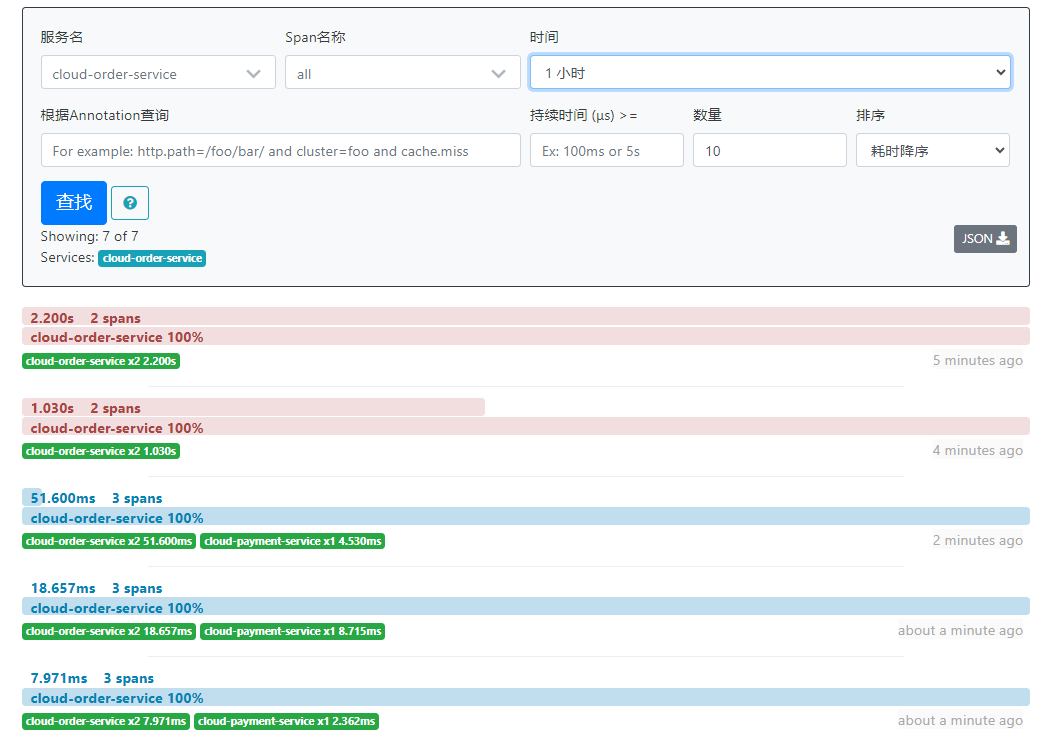 服务名 Span名称 时间
cloud-order-service all 1 小时
根据Annotation查询 持续时间 (μs) >= 数量 排序
For example: http.path=/foo/bar/ and cluster=foo and cache.miss Ex: 100ms or 5s 10 耗时降序
查找 ?
Showing: 7 of 7
JSON
Services: cloud-order-service
2.200s 2 spans
cloud-order-service 100%
cloud-order-service x2 2.200s 5 minutes ago
1.030s 2 spans
cloud-order-service 100%
cloud-order-service x2 1.030s 4 minutes ago
51.600ms 3 spans
cloud-order-service 100%
cloud-order-service x2 51.600ms cloud-payment-service x1 4.530ms 2 minutes ago
18.657ms 3 spans
cloud-order-service 100%
cloud-order-service x2 18.657ms cloud-payment-service x1 8.715ms about a minute ago
7.971ms 3 spans
cloud-order-service 100%
cloud-order-service x2 7.971ms cloud-payment-service x1 2.362ms about a minute ago